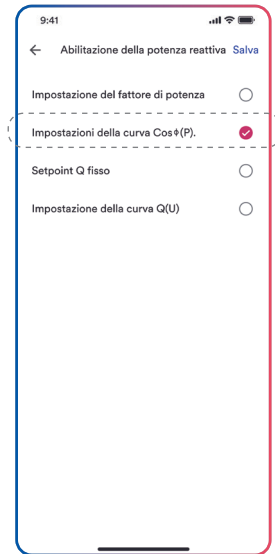 9:41
Abilitazione della potenza reattiva Salva
Impostazione del fattore di potenza
Impostazioni della curva Cosϕ(P).
Setpoint Q fisso
Impostazione della curva Q(U)